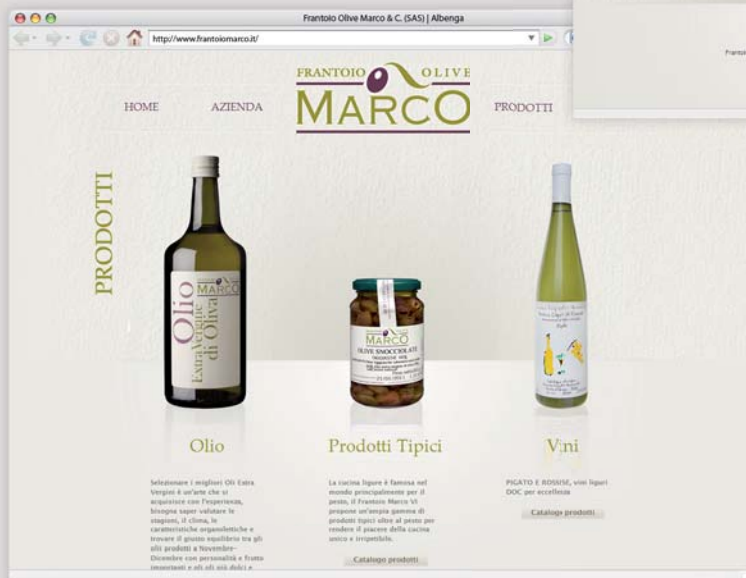 Frantoio Olive Marco & C. (SAS) | Albenga
http://www.frantoiomarco.it/
FRANTOIO OLIVE
MARCO
HOME
AZIENDA
PRODOTTI
PRODOTTI
Olio
Extra Vergine
di Oliva
MARCO
MARCO
OLIVE SNOCCIOLATE
Olio
Selezionare i migliori Oli Extra
Vergini è un'arte che si
acquisisce con l'esperienza,
bisogna saper valutare le
stagioni, il clima, le
caratteristiche organolettiche e
trovare il giusto equilibrio tra gli
olii prodotti a Novembre-
Dicembre con personalità e frutto
importanti e gli oli più dolci e
Prodotti Tipici
La cucina ligure è famosa nel
mondo principalmente per il
pesto, il Frantoio Marco Vi
propone un'ampia gamma di
prodotti tipici oltre al pesto per
rendere il piacere della cucina
unico e irripetibile.
Catalogo prodotti
Vini
PIGATO E ROSSESE, vini liguri
DOC per eccellenza
Catalogo prodotti